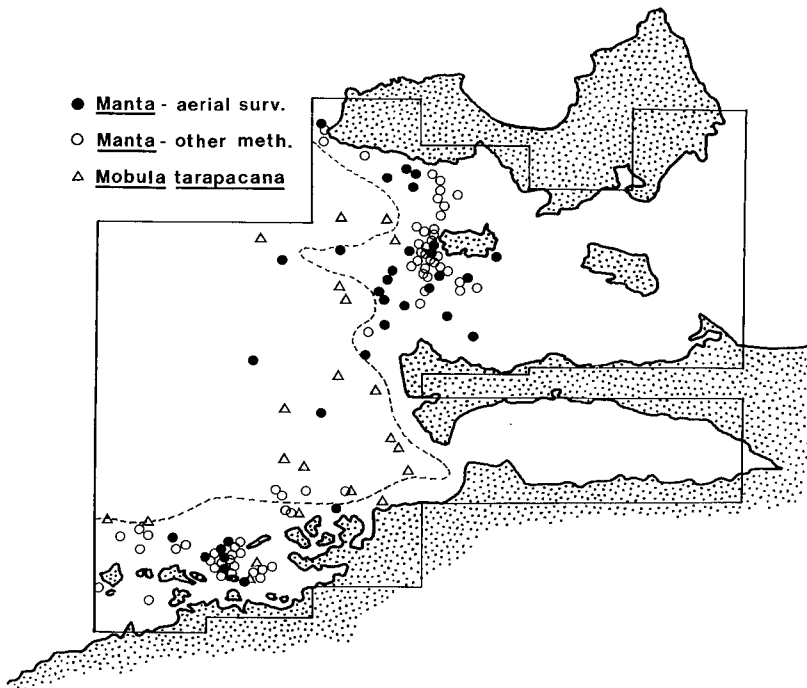 Manta - aerial surv.
Manta - other meth.
Mobula tarapacana